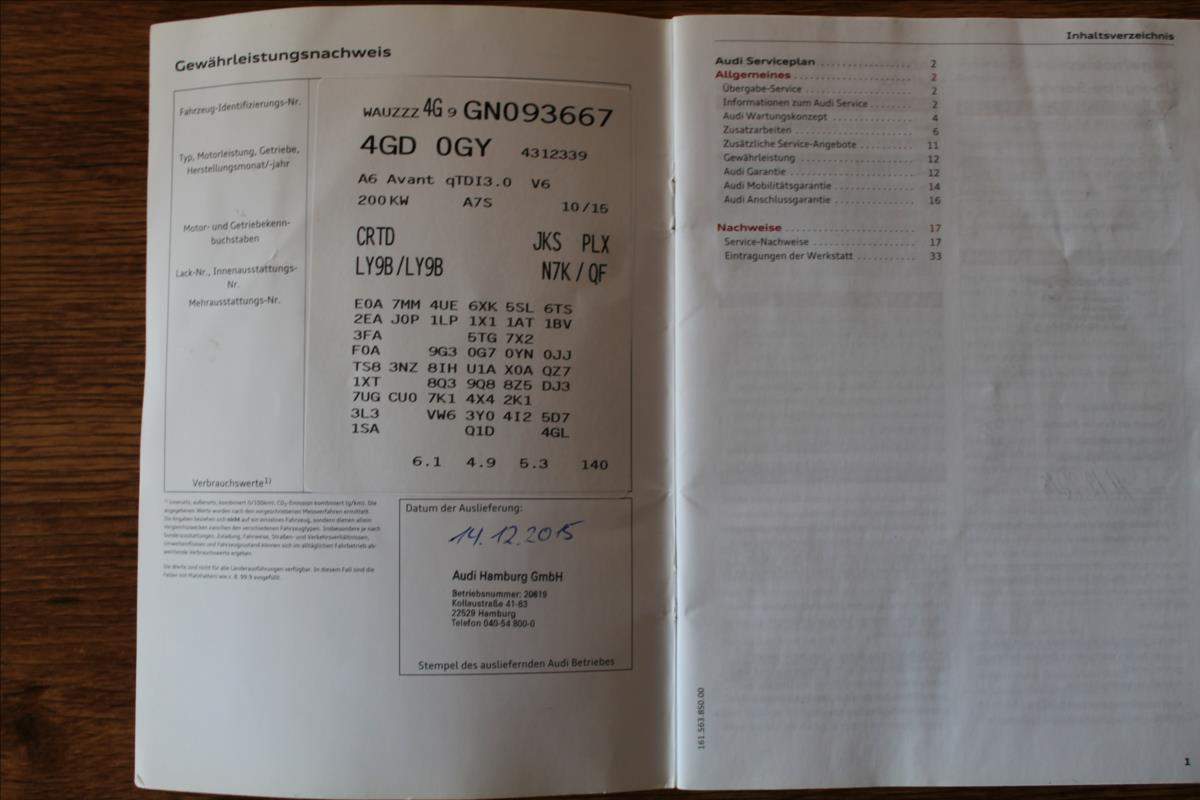 Gewährleistungsnachweis
Fahrzeug-Identifizierungs-Nr.
WAUZZZ 4G 9 GN093667
4GD 0GY 4312339
Typ, Motorleistung, Getriebe,
Herstellungsmonat/-jahr
A6 Avant qTDI3.0 V6
200 KW A7S 10/15
Motor- und Getriebekenn-
buchstaben
CRTD JKS PLX
Lack-Nr., Innenausstattungs-
Nr.
LY9B/LY9B N7K / QF
Mehrausstattungs-Nr.
E0A 7MM 4UE 6XK 5SL 6TS
2EA J0P 1LP 1X1 1AT 1BV
3FA 5TG 7X2
F0A 9G3 0G7 0YN 0JJ
TS8 3NZ 8IH U1A X0A QZ7
1XT 8Q3 9Q8 8Z5 DJ3
7UG CU0 7K1 4X4 2K1
3L3 VW6 3Y0 4I2 5D7
1SA Q1D 4GL
6.1 4.9 5.3 140
Verbrauchswerte 1)
Datum der Auslieferung:
14.12.2015
Audi Hamburg GmbH
Betriebsnummer: 20619
Kollaustraße 41-63
22529 Hamburg
Telefon 040-54 800-0
Stempel des ausliefernden Audi Betriebes
Inhaltsverzeichnis
Audi Serviceplan 2
Allgemeines 2
Übergabe-Service 2
Informationen zum Audi Service 2
Audi Wartungskonzept 4
Zusatzarbeiten 6
Zusätzliche Service-Angebote 11
Gewährleistung 12
Audi Garantie 12
Audi Mobilitätsgarantie 14
Audi Anschlussgarantie 16
Nachweise 17
Service-Nachweise 17
Eintragungen der Werkstatt 33
161.563.850.00
1